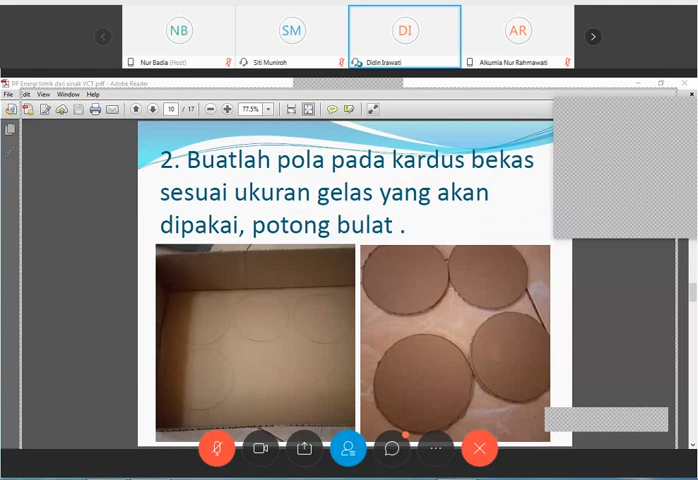 NB
SM
DI
AR
Nur Badia (Host)
Siti Muniroh
Didin Irawati
Alkurnia Nur Rahmawati
PP Energi listrik dari sirsak VCT.pdf - Adobe Reader
File Edit View Window Help
10 / 17
77.5%
2. Buatlah pola pada kardus bekas
sesuai ukuran gelas yang akan
dipakai, potong bulat .